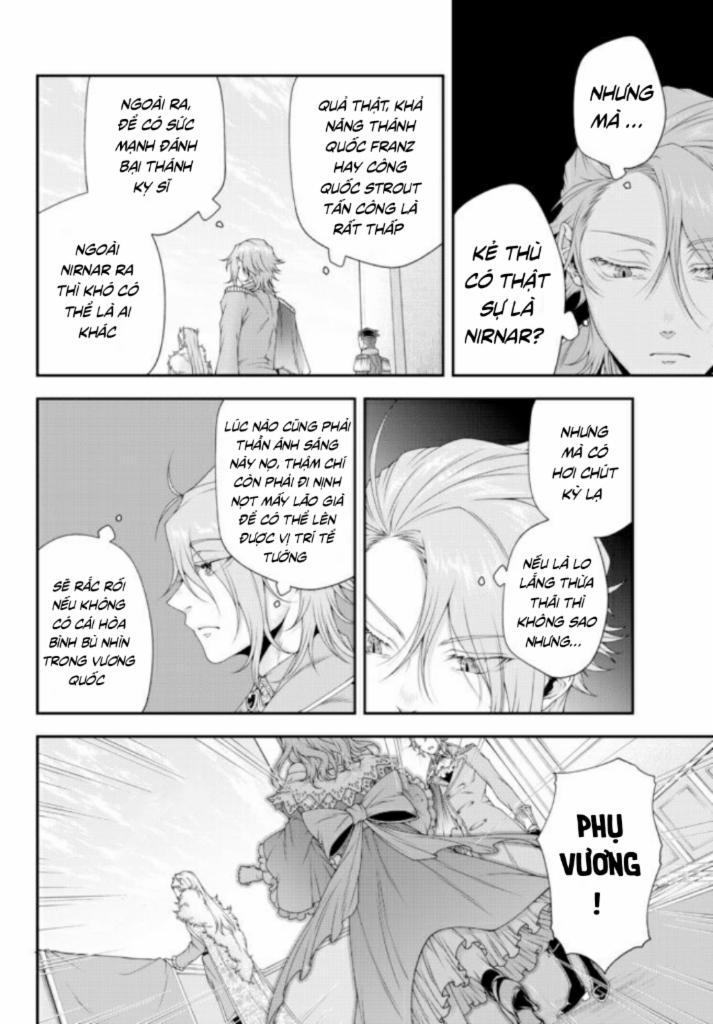 NHƯNG
MÀ ...
KẺ THÙ
CÓ THẬT
SỰ LÀ
NIRNAR?
QUẢ THẬT, KHẢ
NĂNG THÁNH
QUỐC FRANZ
HAY CÔNG
QUỐC STROUT
TẤN CÔNG LÀ
RẤT THẤP
NGOÀI RA,
ĐỂ CÓ SỨC
MẠNH ĐÁNH
BẠI THÁNH
KỴ SĨ
NGOÀI
NIRNAR RA
THÌ KHÓ CÓ
THỂ LÀ AI
KHÁC
NHƯNG
MÀ CÓ
HƠI CHÚT
KỲ LẠ
NẾU LÀ LO
LẮNG THỪA
THÃI THÌ
KHÔNG SAO
NHƯNG...
LÚC NÀO CŨNG PHẢI
THẦN ÁNH SÁNG
NÀY NỌ, THẬM CHÍ
CÒN PHẢI ĐI NỊNH
NỌT MẤY LÃO GIÀ
ĐỂ CÓ THỂ LÊN
ĐƯỢC VỊ TRÍ TỂ
TƯỚNG
SẼ RẮC RỐI
NẾU KHÔNG
CÓ CÁI HÒA
BÌNH BÙ NHÌN
TRONG VƯƠNG
QUỐC
PHỤ
VƯƠNG
!